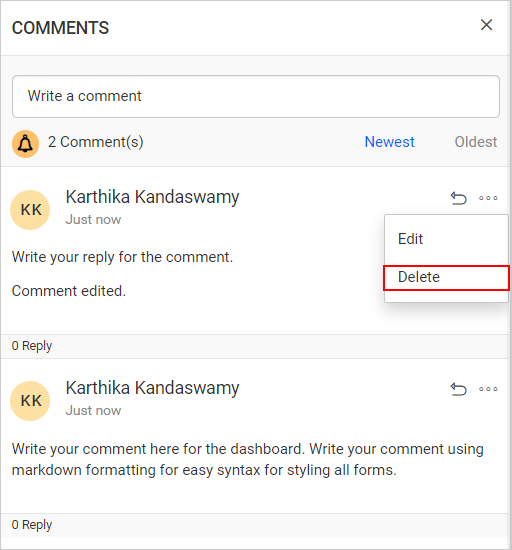 COMMENTS
Write a comment
2 Comment(s) Newest Oldest
KK Karthika Kandaswamy
Just now
Edit
Write your reply for the comment.
Delete
Comment edited.
0 Reply
KK Karthika Kandaswamy
Just now
Write your comment here for the dashboard. Write your comment using
markdown formatting for easy syntax for styling all forms.
0 Reply